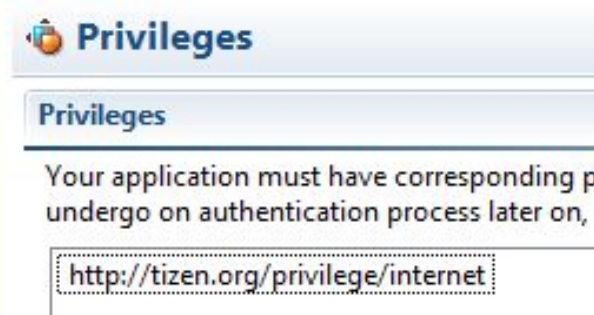 Privileges
Privileges
Your application must have corresponding
undergo on authentication process later on,
http://tizen.org/privilege/internet